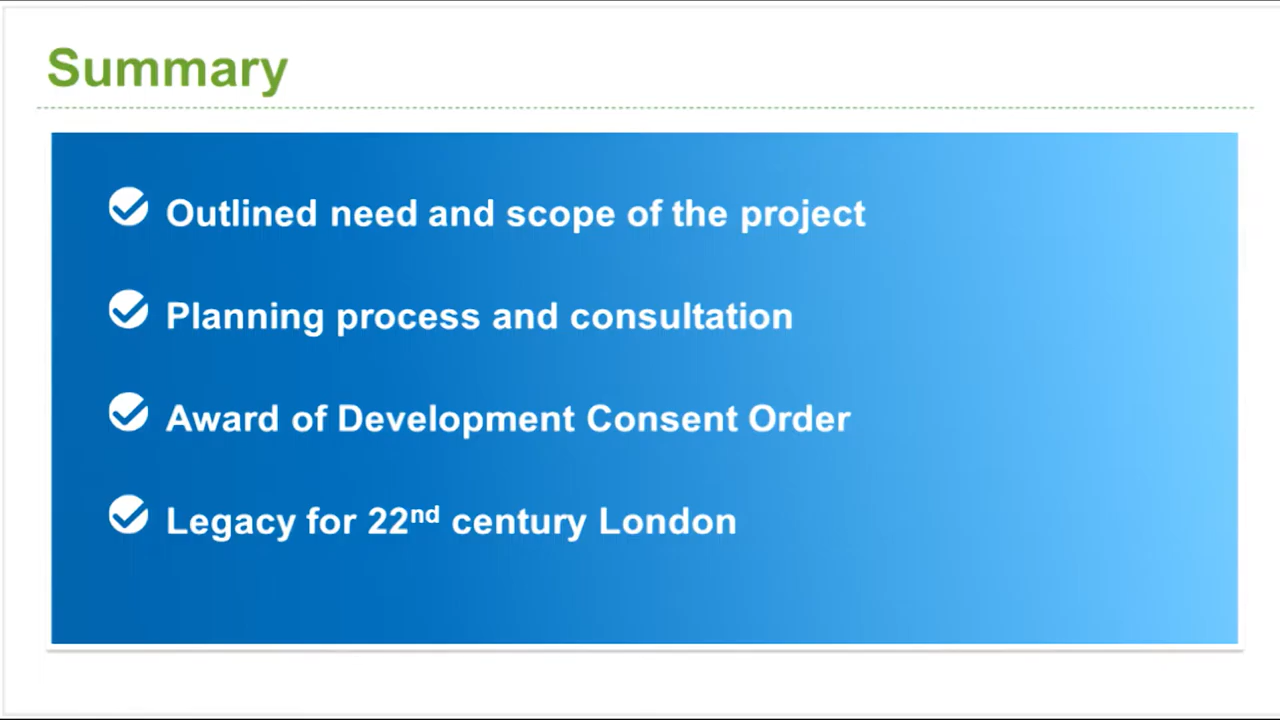 Summary
Outlined need and scope of the project
Planning process and consultation
Award of Development Consent Order
Legacy for 22nd century London